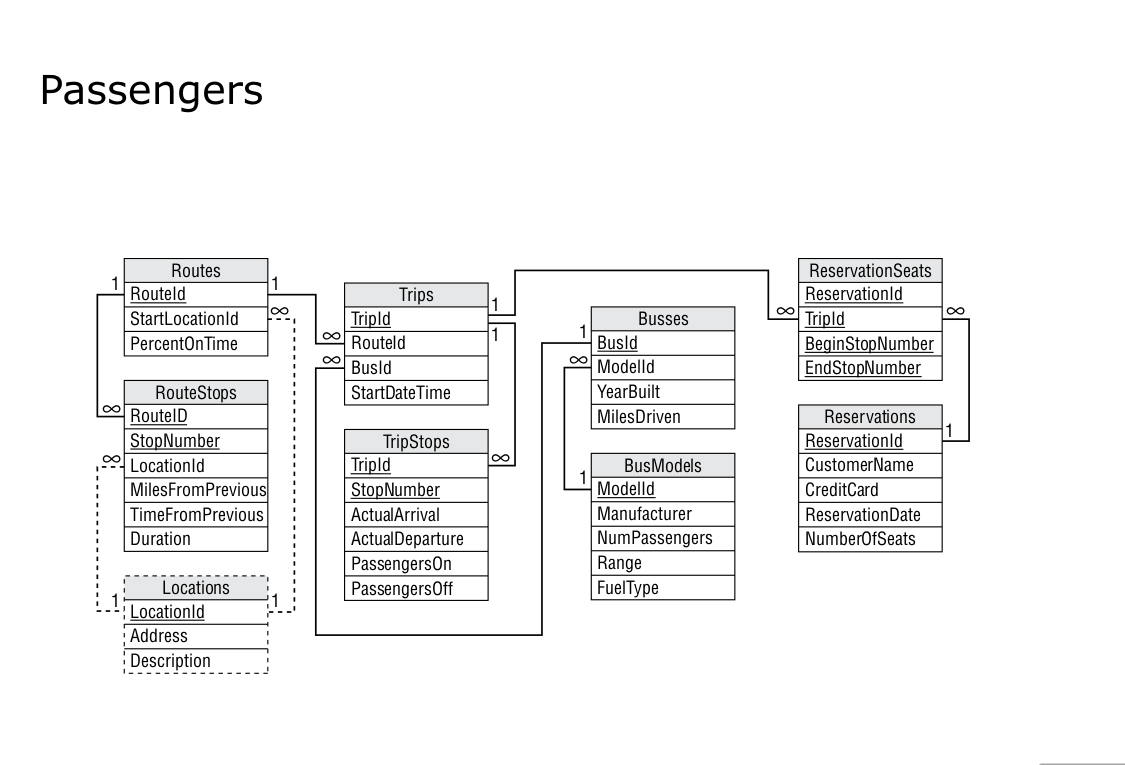 Passengers
Routes
1
RouteId
1
StartLocationId
∞
PercentOnTime
RouteStops
∞
RouteID
StopNumber
∞
LocationId
MilesFromPrevious
TimeFromPrevious
Duration
Locations
1
LocationId
1
Address
Description
Trips
1
TripId
∞
RouteId
1
∞
BusId
StartDateTime
TripStops
TripId
∞
StopNumber
ActualArrival
ActualDeparture
PassengersOn
PassengersOff
Busses
1
BusId
∞
ModelId
YearBuilt
MilesDriven
BusModels
1
ModelId
Manufacturer
NumPassengers
Range
FuelType
ReservationSeats
ReservationId
∞
TripId
∞
BeginStopNumber
EndStopNumber
Reservations
ReservationId
1
CustomerName
CreditCard
ReservationDate
NumberOfSeats